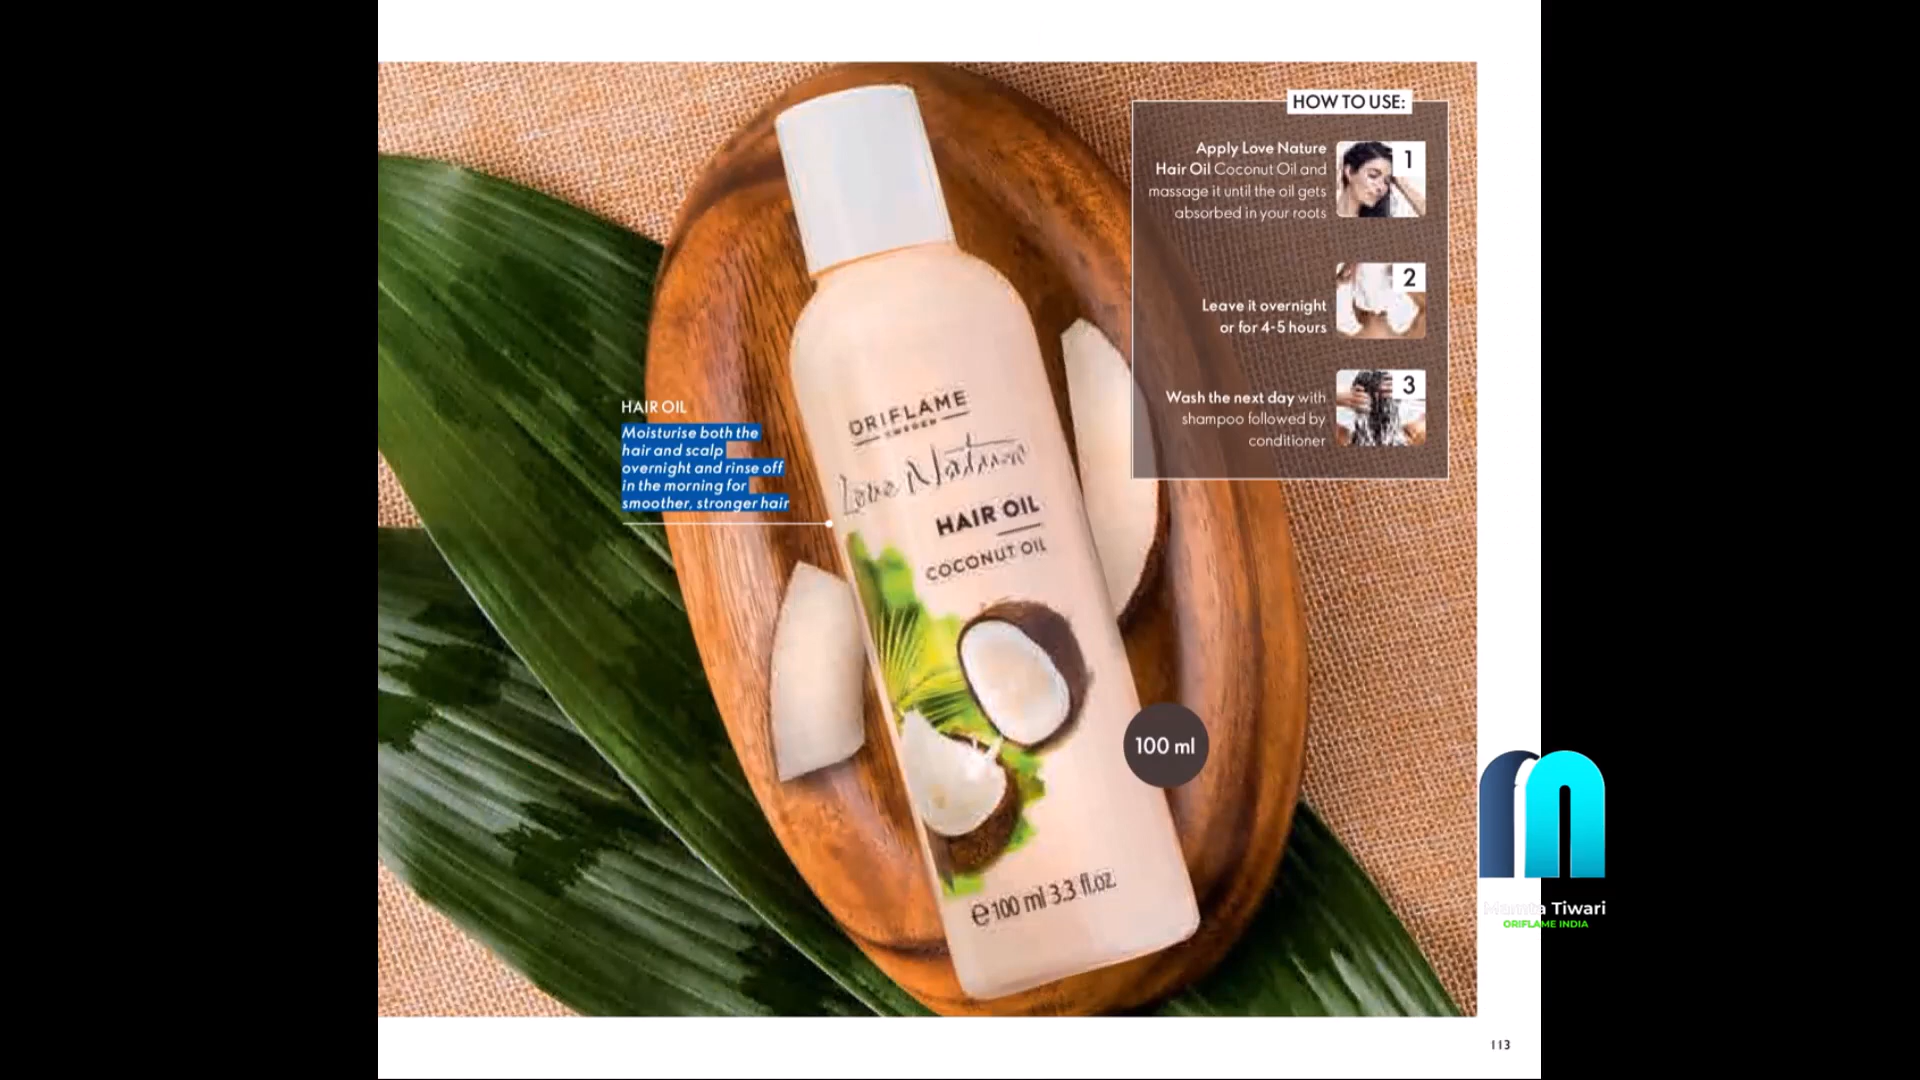 HOW TO USE:
Apply Love Nature
Hair Oil Coconut Oil and
massage it until the oil gets
absorbed in your roots
1
2
Leave it overnight
or for 4-5 hours
3
Wash the next day with
shampoo followed by
conditioner
HAIR OIL
Moisturise both the
hair and scalp
overnight and rinse off
in the morning for
smoother, stronger hair
ORIFLAME
SWEDEN
Love Nature
HAIR OIL
COCONUT OIL
100 ml
e 100 ml 3.3 fl.oz.
Mamta Tiwari
ORIFLAME INDIA
113